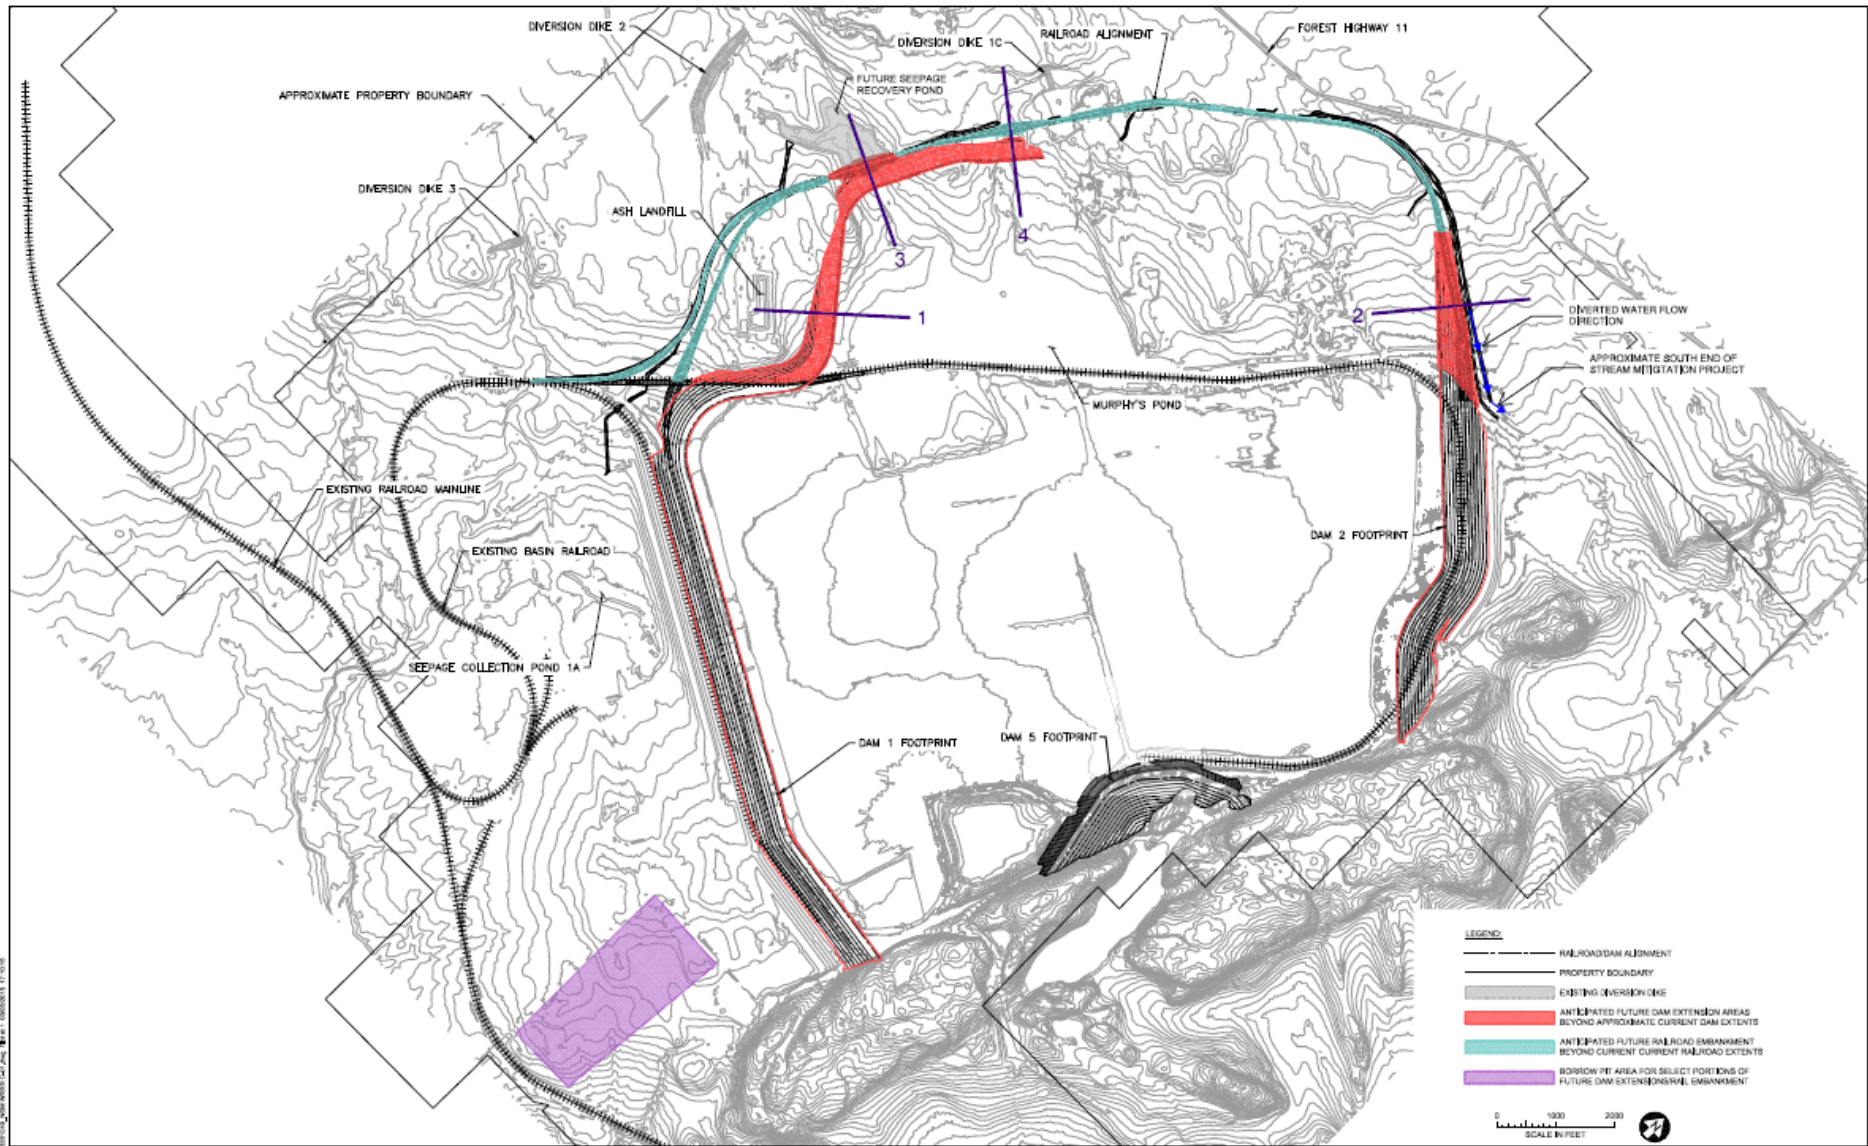 DIVERSION DIKE 2
FOREST HIGHWAY 11
RAILROAD ALIGNMENT
DIVERSION DIKE 1C
FUTURE SEEPAGE
RECOVERY POND
APPROXIMATE PROPERTY BOUNDARY
DIVERSION DIKE 3
ASH LANDFILL
4
3
1
2
DIVERTED WATER FLOW
DIRECTION
APPROXIMATE SOUTH END OF
STREAM MITIGTATION PROJECT
MURPHY'S POND
EXISTING RAILROAD MAINLINE
DAM 2 FOOTPRINT
EXISTING BASIN RAILROAD
SEEPAGE COLLECTION POND 1A
DAM 1 FOOTPRINT
DAM 5 FOOTPRINT
LEGEND:
RAILROAD/DAM ALIGNMENT
PROPERTY BOUNDARY
EXISTING DIVERSION DIKE
ANTICIPATED FUTURE DAM EXTENSION AREAS
BEYOND APPROXIMATE CURRENT DAM EXTENTS
ANTICIPATED FUTURE RAILROAD EMBANKMENT
BEYOND CURRENT CURRENT RAILROAD EXTENTS
BORROW PIT AREA FOR SELECT PORTIONS OF
FUTURE DAM EXTENSIONS/RAIL EMBANKMENT
0 1000 2000
SCALE IN FEET